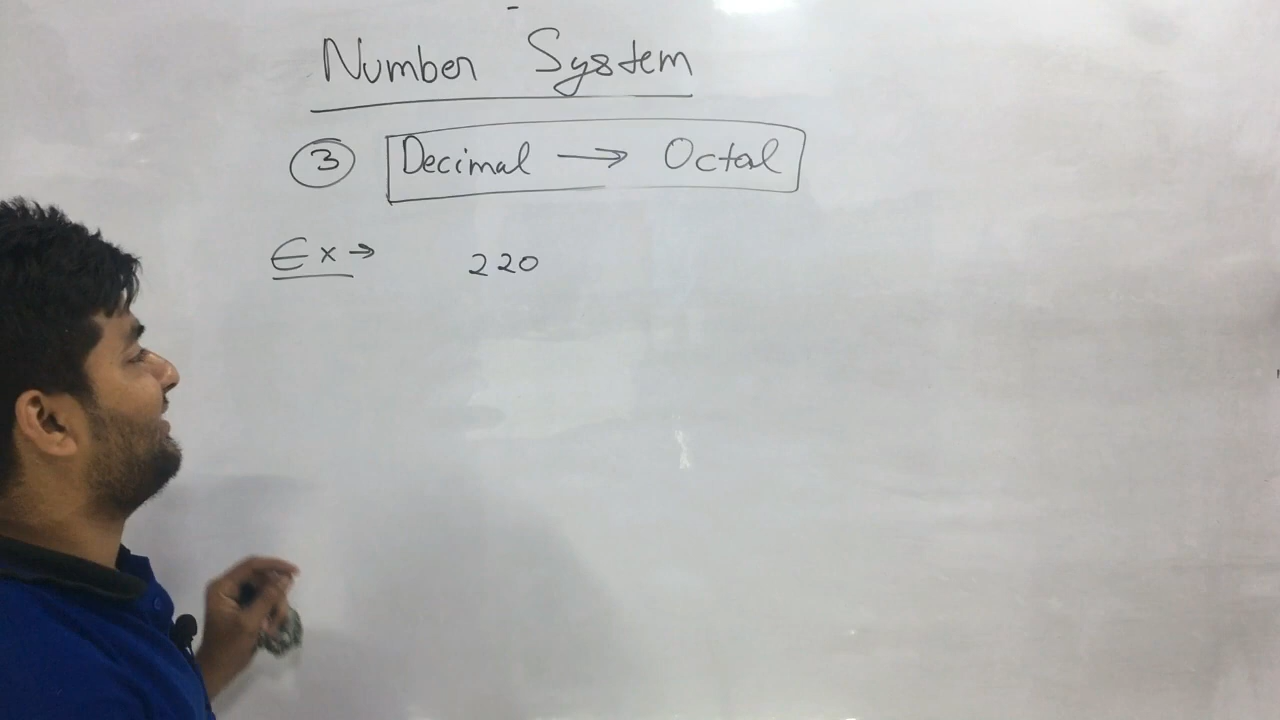 Number System
③ Decimal → Octal
Ex → 220